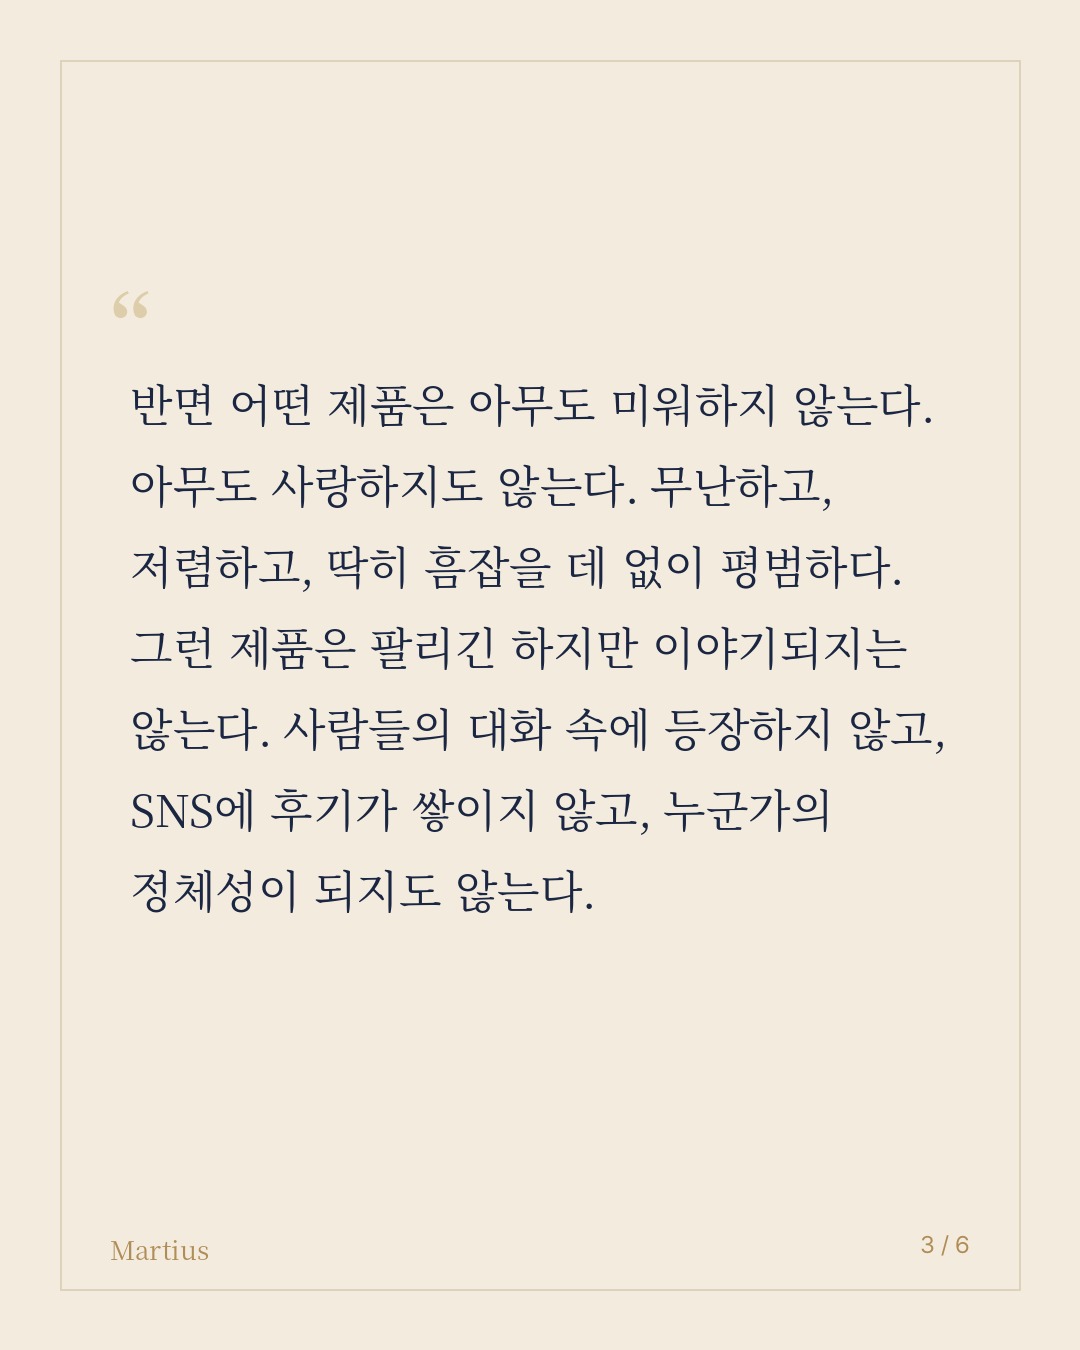 “
반면 어떤 제품은 아무도 미워하지 않는다.
아무도 사랑하지도 않는다. 무난하고,
저렴하고, 딱히 흠잡을 데 없이 평범하다.
그런 제품은 팔리긴 하지만 이야기되지는
않는다. 사람들의 대화 속에 등장하지 않고,
SNS에 후기가 쌓이지 않고, 누군가의
정체성이 되지도 않는다.
Martius
3 / 6